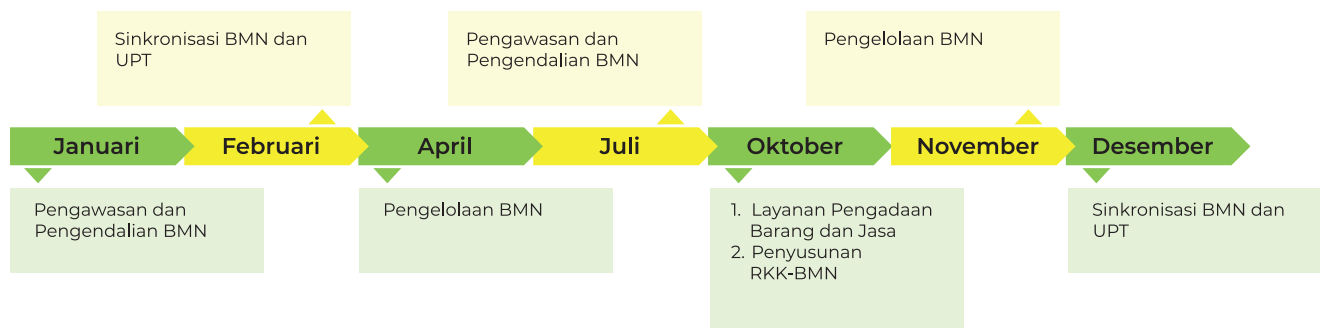 Sinkronisasi BMN dan
UPT
Pengawasan dan
Pengendalian BMN
Pengelolaan BMN
Januari
Februari
April
Juli
Oktober
November
Desember
Pengawasan dan
Pengendalian BMN
Pengelolaan BMN
1. Layanan Pengadaan
Barang dan Jasa
2. Penyusunan
RKK-BMN
Sinkronisasi BMN dan
UPT